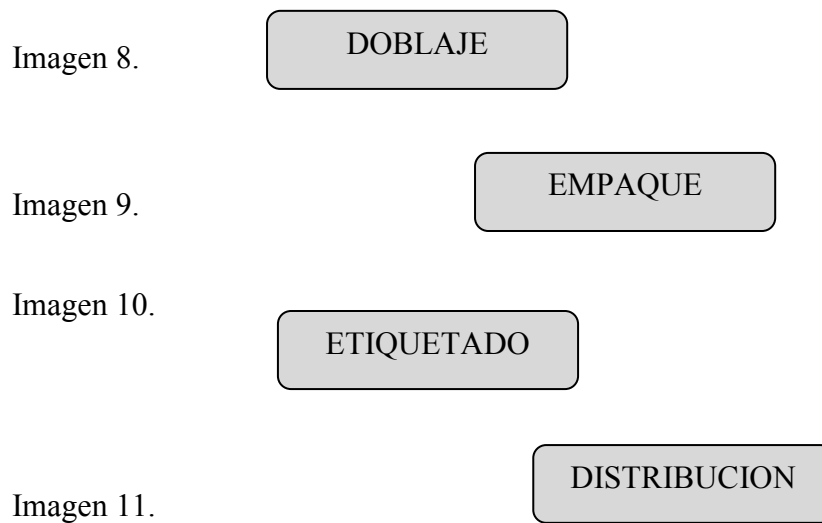 Imagen 8.
DOBLAJE
Imagen 9.
EMPAQUE
Imagen 10.
ETIQUETADO
Imagen 11.
DISTRIBUCION